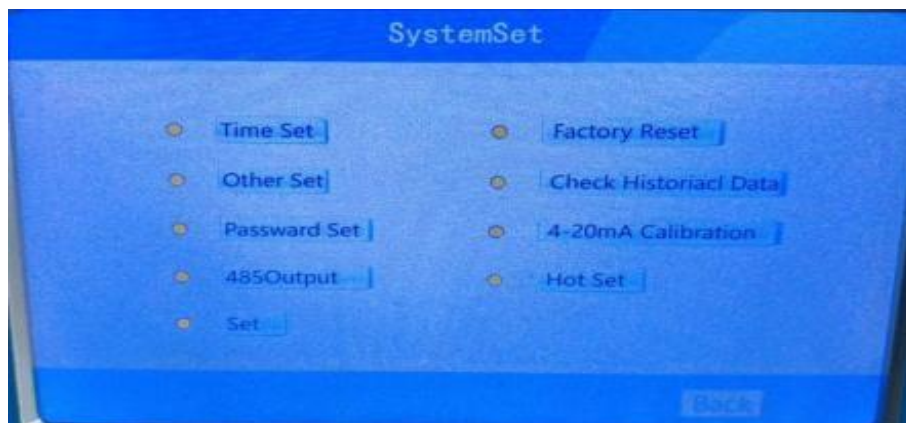 SystemSet
Time Set
Factory Reset
Other Set
Check Historiacl Data
Passward Set
4-20mA Calibration
485Output
Hot Set
Set
Back